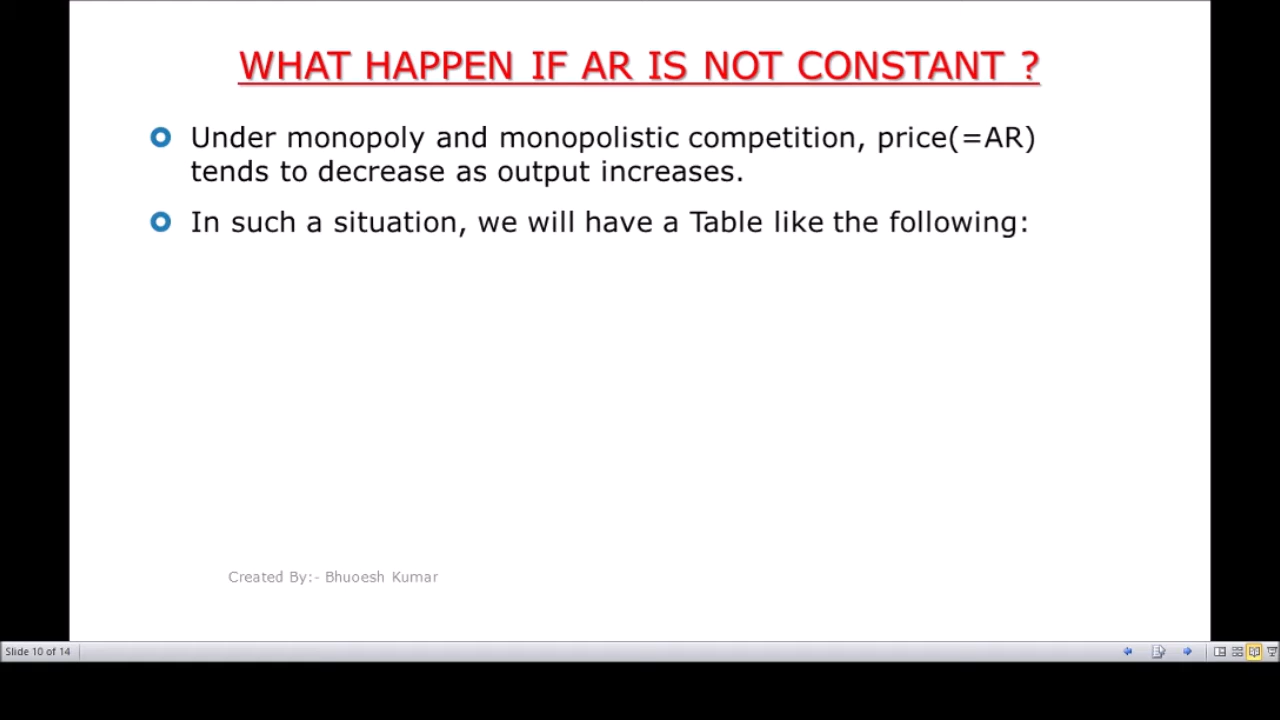 WHAT HAPPEN IF AR IS NOT CONSTANT ?
Under monopoly and monopolistic competition, price(=AR)
tends to decrease as output increases.
In such a situation, we will have a Table like the following:
Created By:- Bhuoesh Kumar
Slide 10 of 14